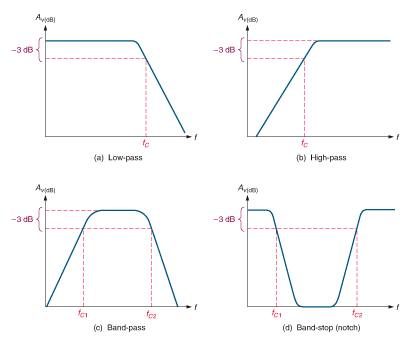 Av(dB)
−3 dB
fC
f
(a) Low-pass
Av(dB)
−3 dB
fC
f
(b) High-pass
Av(dB)
−3 dB
fC1
fC2
f
(c) Band-pass
Av(dB)
−3 dB
fC1
fC2
f
(d) Band-stop (notch)